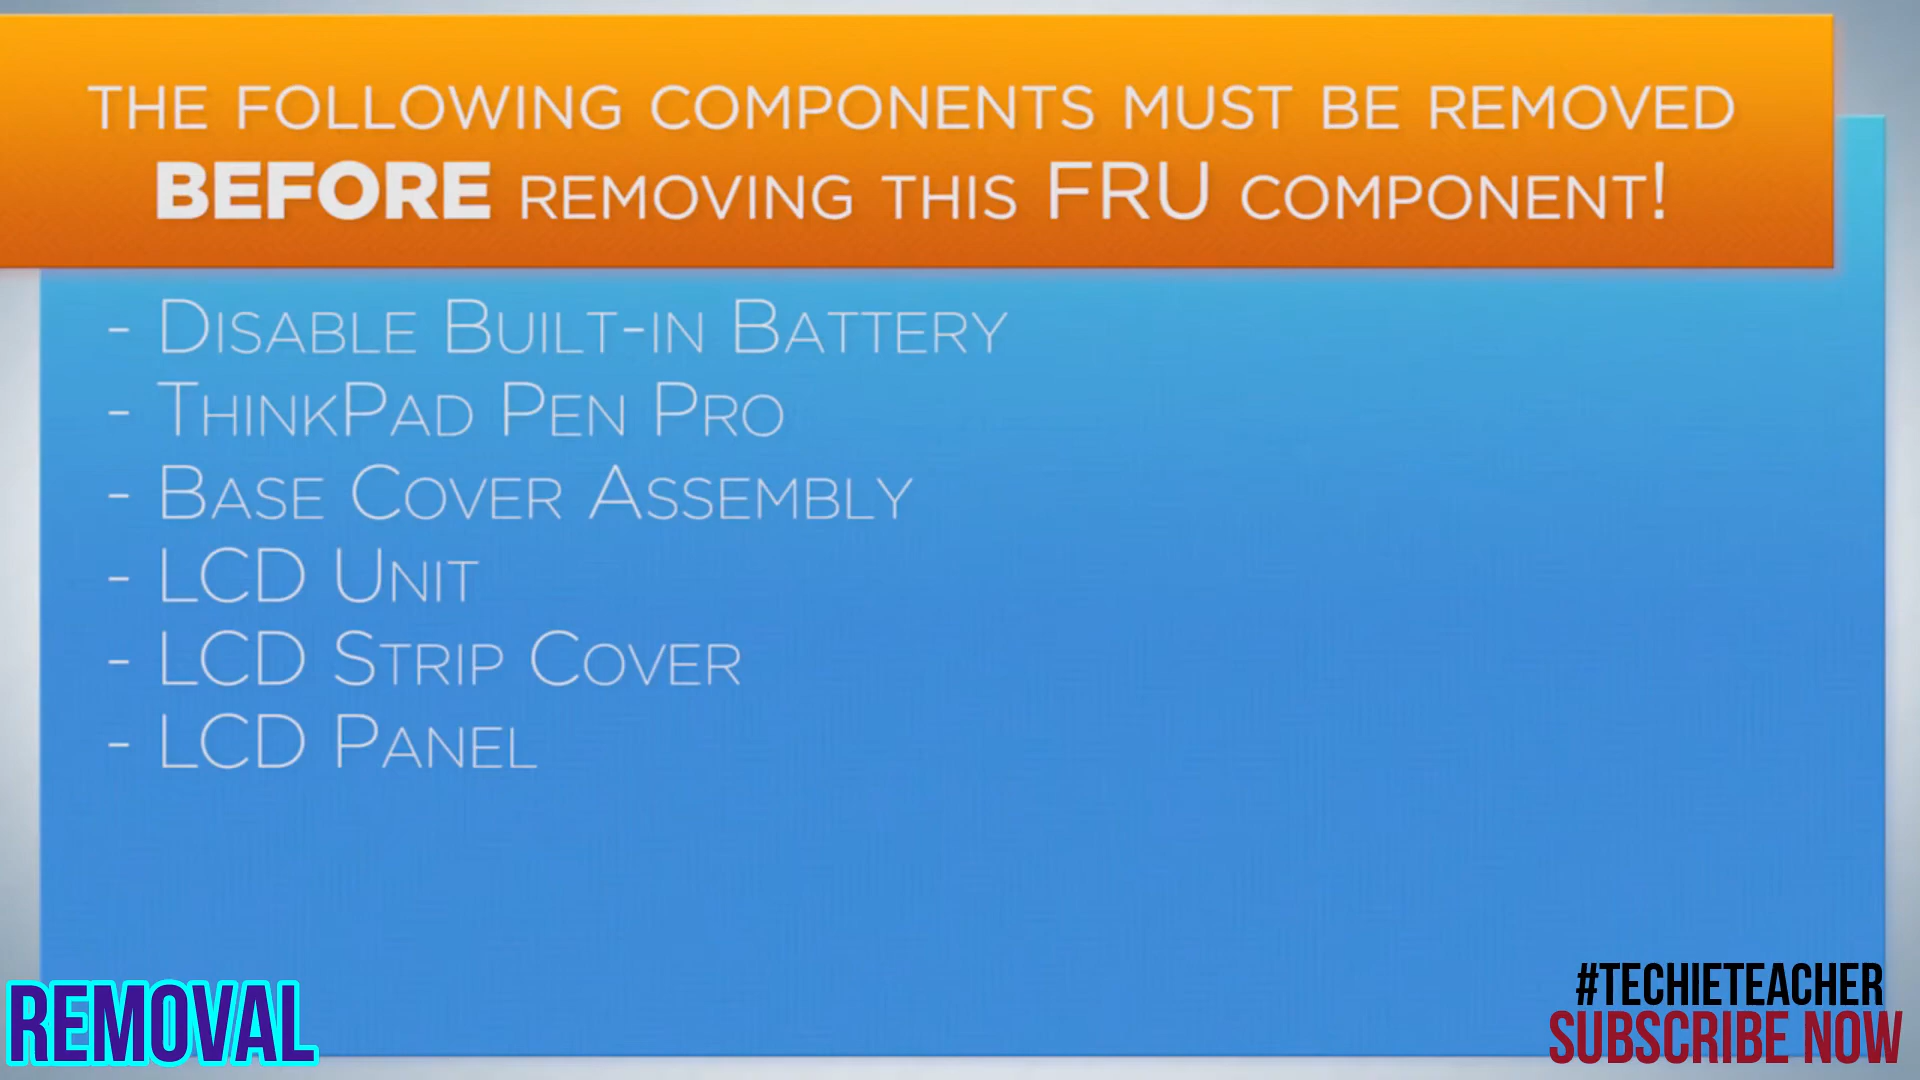 THE FOLLOWING COMPONENTS MUST BE REMOVED
BEFORE REMOVING THIS FRU COMPONENT!
- DISABLE BUILT-IN BATTERY
- THINKPAD PEN PRO
- BASE COVER ASSEMBLY
- LCD UNIT
- LCD STRIP COVER
- LCD PANEL
REMOVAL
#TECHIETEACHER
SUBSCRIBE NOW